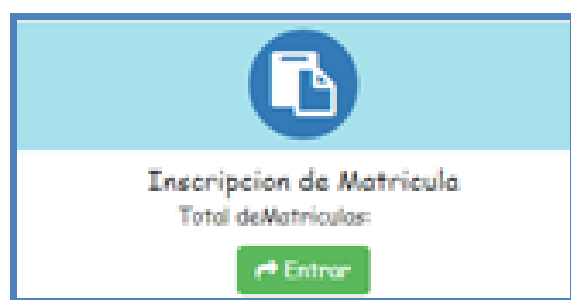 Inscripcion de Matricula
Total deMatriculas:
Entrar